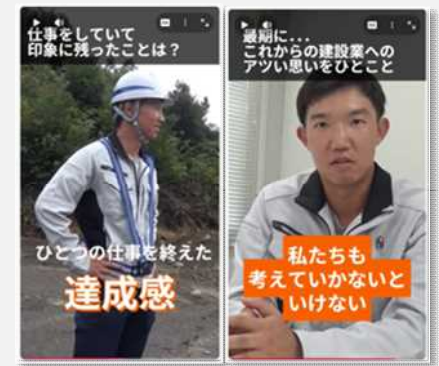 仕事をしていて
印象に残ったことは？
ひとつの仕事を終えた
達成感
最期に...
これからの建設業への
アツい思いをひとこと
私たちも
考えていかないと
いけない